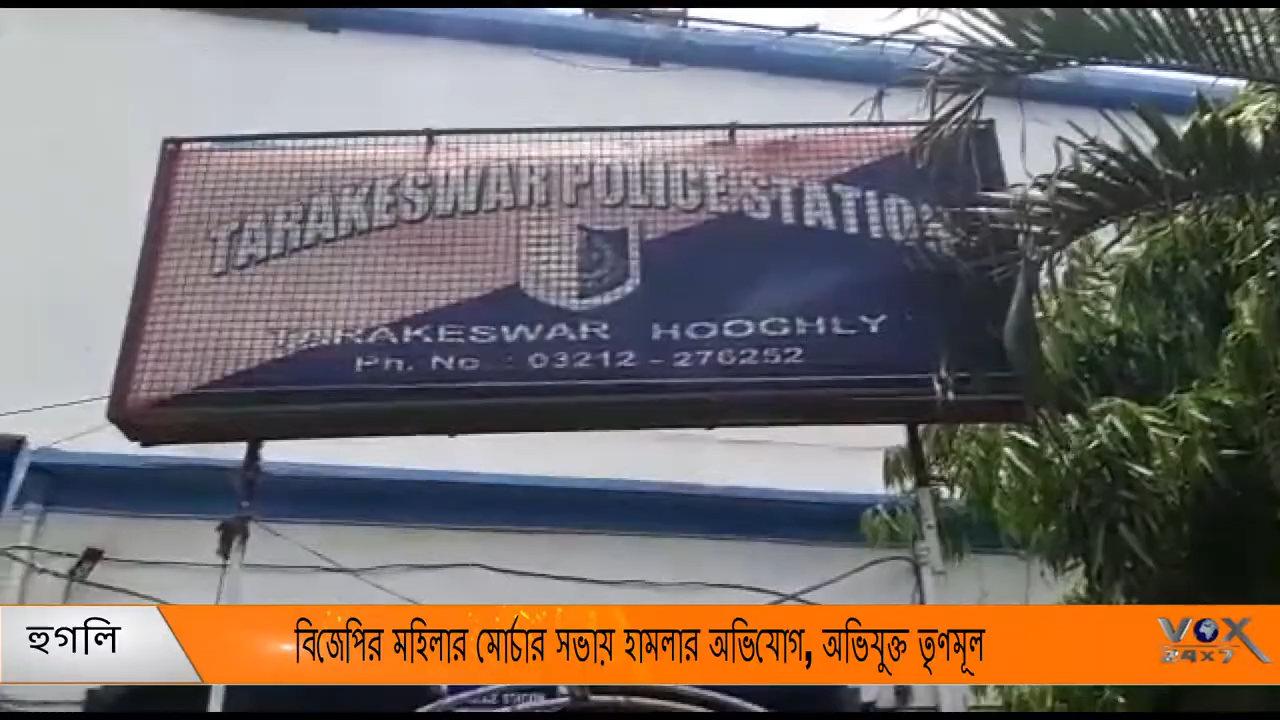 TARAKESWAR POLICE STATION
TARAKESWAR HOOGHLY
Ph. No : 03212 - 276252
হুগলি
বিজেপির মহিলার মোর্চার সভায় হামলার অভিযোগ, অভিযুক্ত তৃণমূল
VOX
24x7